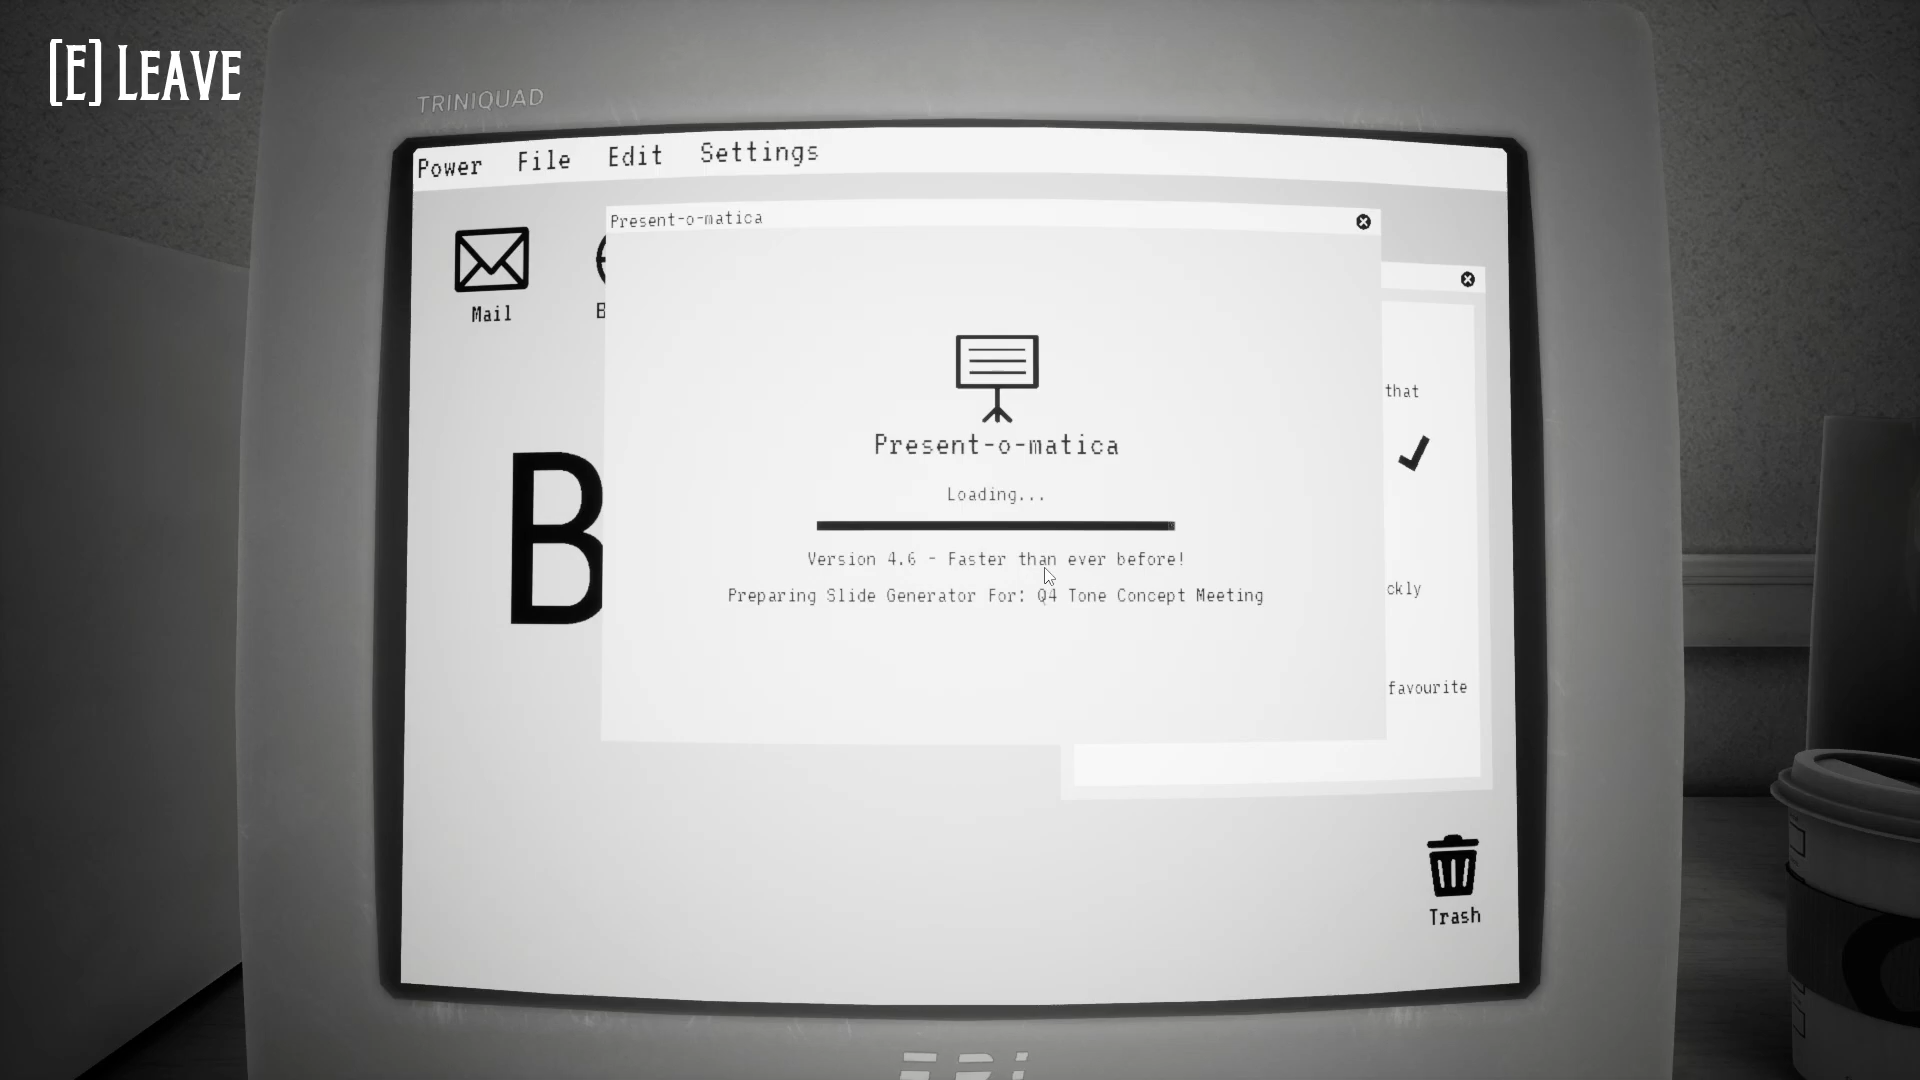 [E] LEAVE
TRINIQUAD
Power File Edit Settings
Present-o-matica
Mail
that
Present-o-matica
Loading...
Version 4.6 - Faster than ever before!
Preparing Slide Generator For: Q4 Tone Concept Meeting
B
ckly
favourite
Trash